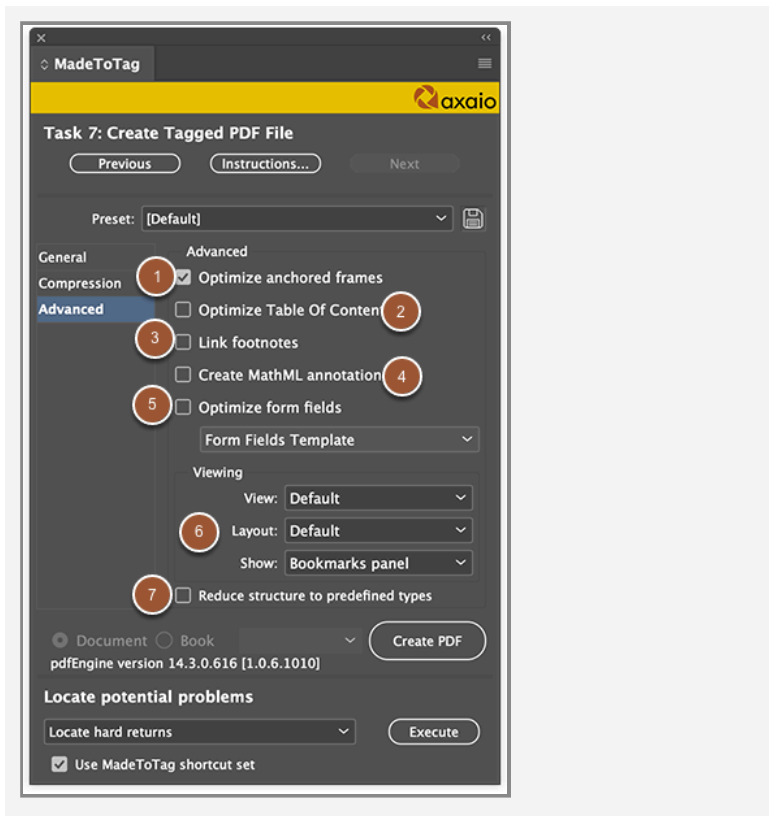 MadeToTag
axaio
Task 7: Create Tagged PDF File
Previous Instructions... Next
Preset: [Default]
General
Compression
Advanced
Advanced
1 Optimize anchored frames
Optimize Table Of Conten 2
3 Link footnotes
Create MathML annotation 4
5 Optimize form fields
Form Fields Template
Viewing
View: Default
6 Layout: Default
Show: Bookmarks panel
7 Reduce structure to predefined types
Document Book Create PDF
pdfEngine version 14.3.0.616 [1.0.6.1010]
Locate potential problems
Locate hard returns Execute
Use MadeToTag shortcut set